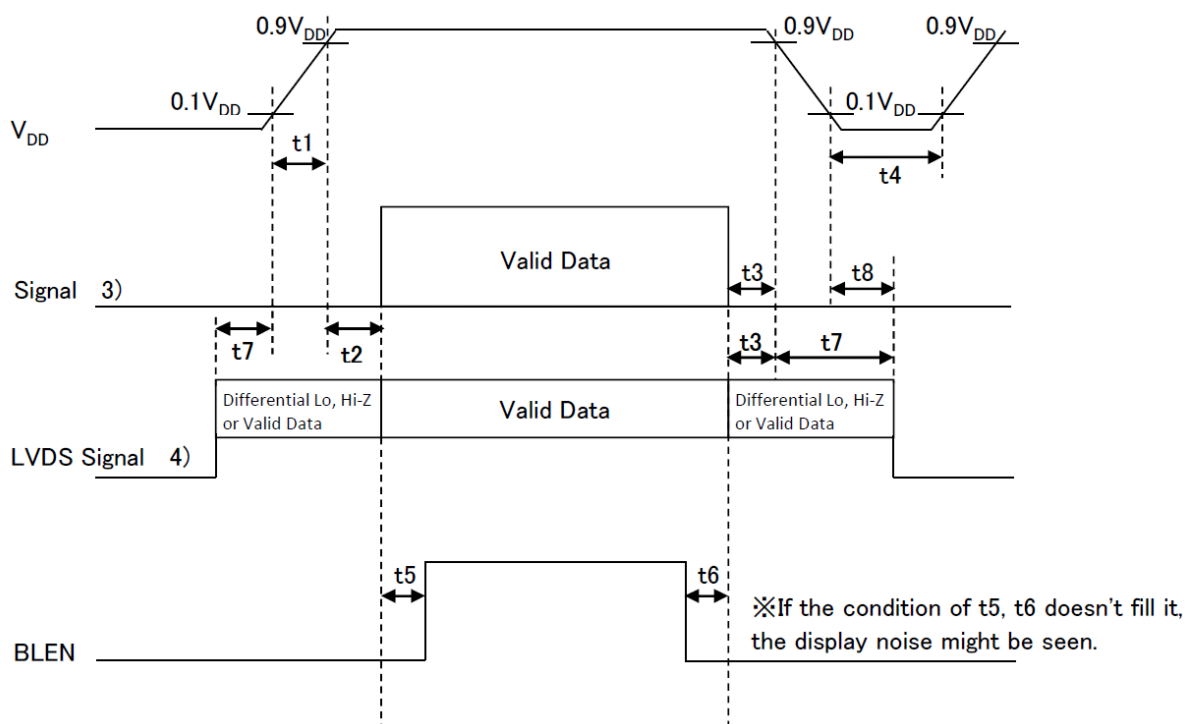 0.9VDD
0.9VDD
0.9VDD
0.1VDD
0.1VDD
VDD
t1
t4
Valid Data
t3
t8
Signal 3)
t7
t2
t3
t7
Differential Lo, Hi-Z
or Valid Data
Valid Data
Differential Lo, Hi-Z
or Valid Data
LVDS Signal 4)
t5
t6
※If the condition of t5, t6 doesn't fill it,
the display noise might be seen.
BLEN